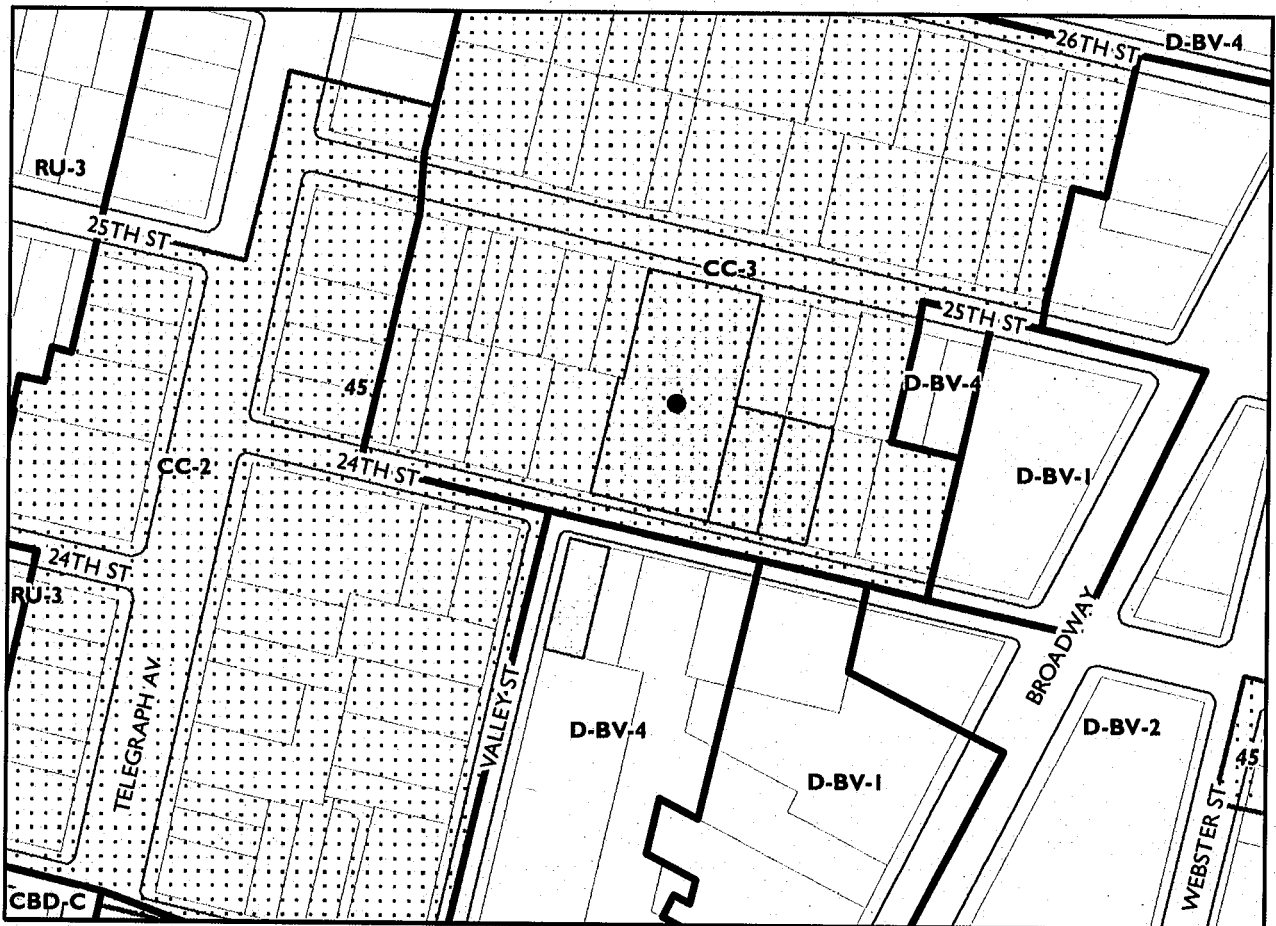 26TH ST
D-BV-4
RU-3
25TH ST
CC-3
25TH ST
D-BV-4
45
CC-2
24TH ST
D-BV-1
24TH ST
RU-3
BROADWAY
TELEGRAPH AV
VALLEY ST
D-BV-4
D-BV-2
D-BV-1
45
WEBSTER ST
CBD-C